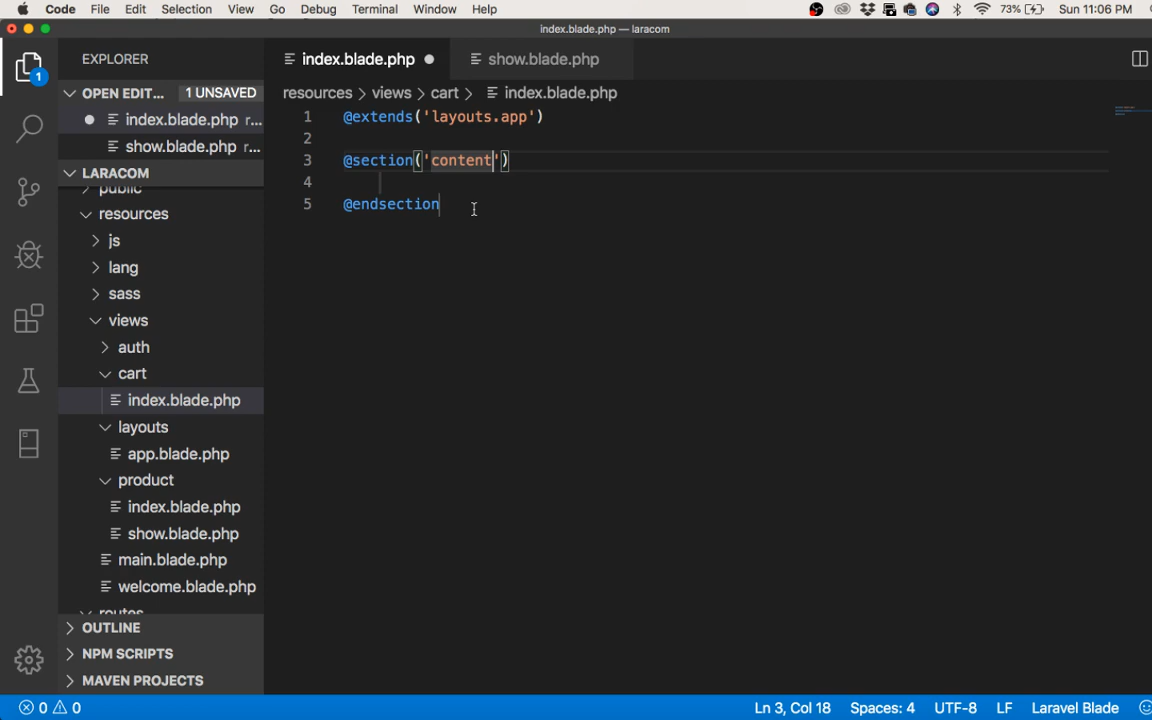 Code File Edit Selection View Go Debug Terminal Window Help 73% Sun 11:06 PM
index.blade.php — laracom
EXPLORER
index.blade.php
show.blade.php
OPEN EDIT... 1 UNSAVED
index.blade.php r...
show.blade.php r...
LARACOM
public
resources
js
lang
sass
views
auth
cart
index.blade.php
layouts
app.blade.php
product
index.blade.php
show.blade.php
main.blade.php
welcome.blade.php
routes
OUTLINE
NPM SCRIPTS
MAVEN PROJECTS
1
resources > views > cart > index.blade.php
1 @extends('layouts.app')
2
3 @section('content')
4
5 @endsection
0 0 Ln 3, Col 18 Spaces: 4 UTF-8 LF Laravel Blade